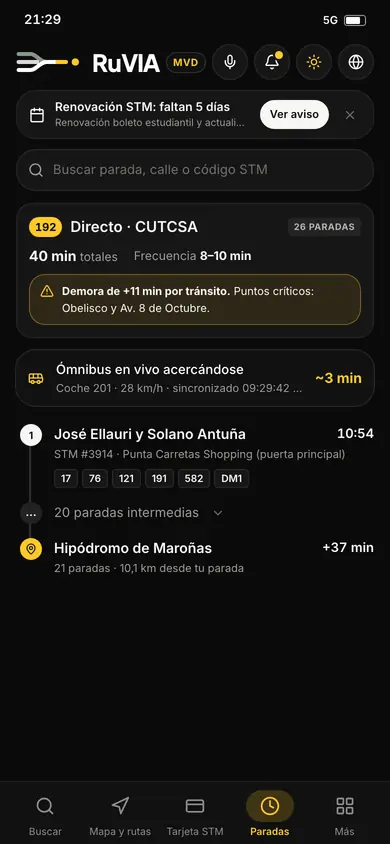 21:29
5G
RuVIA MVD
Renovación STM: faltan 5 días
Renovación boleto estudiantil y actuali...
Ver aviso
Buscar parada, calle o código STM
192 Directo · CUTCSA
26 PARADAS
40 min totales Frecuencia 8–10 min
Demora de +11 min por tránsito. Puntos críticos:
Obelisco y Av. 8 de Octubre.
Ómnibus en vivo acercándose
Coche 201 · 28 km/h · sincronizado 09:29:42 ...
~3 min
1 José Ellauri y Solano Antuña 10:54
STM #3914 · Punta Carretas Shopping (puerta principal)
17 76 121 191 582 DM1
... 20 paradas intermedias
Hipódromo de Maroñas +37 min
21 paradas · 10,1 km desde tu parada
Buscar Mapa y rutas Tarjeta STM Paradas Más